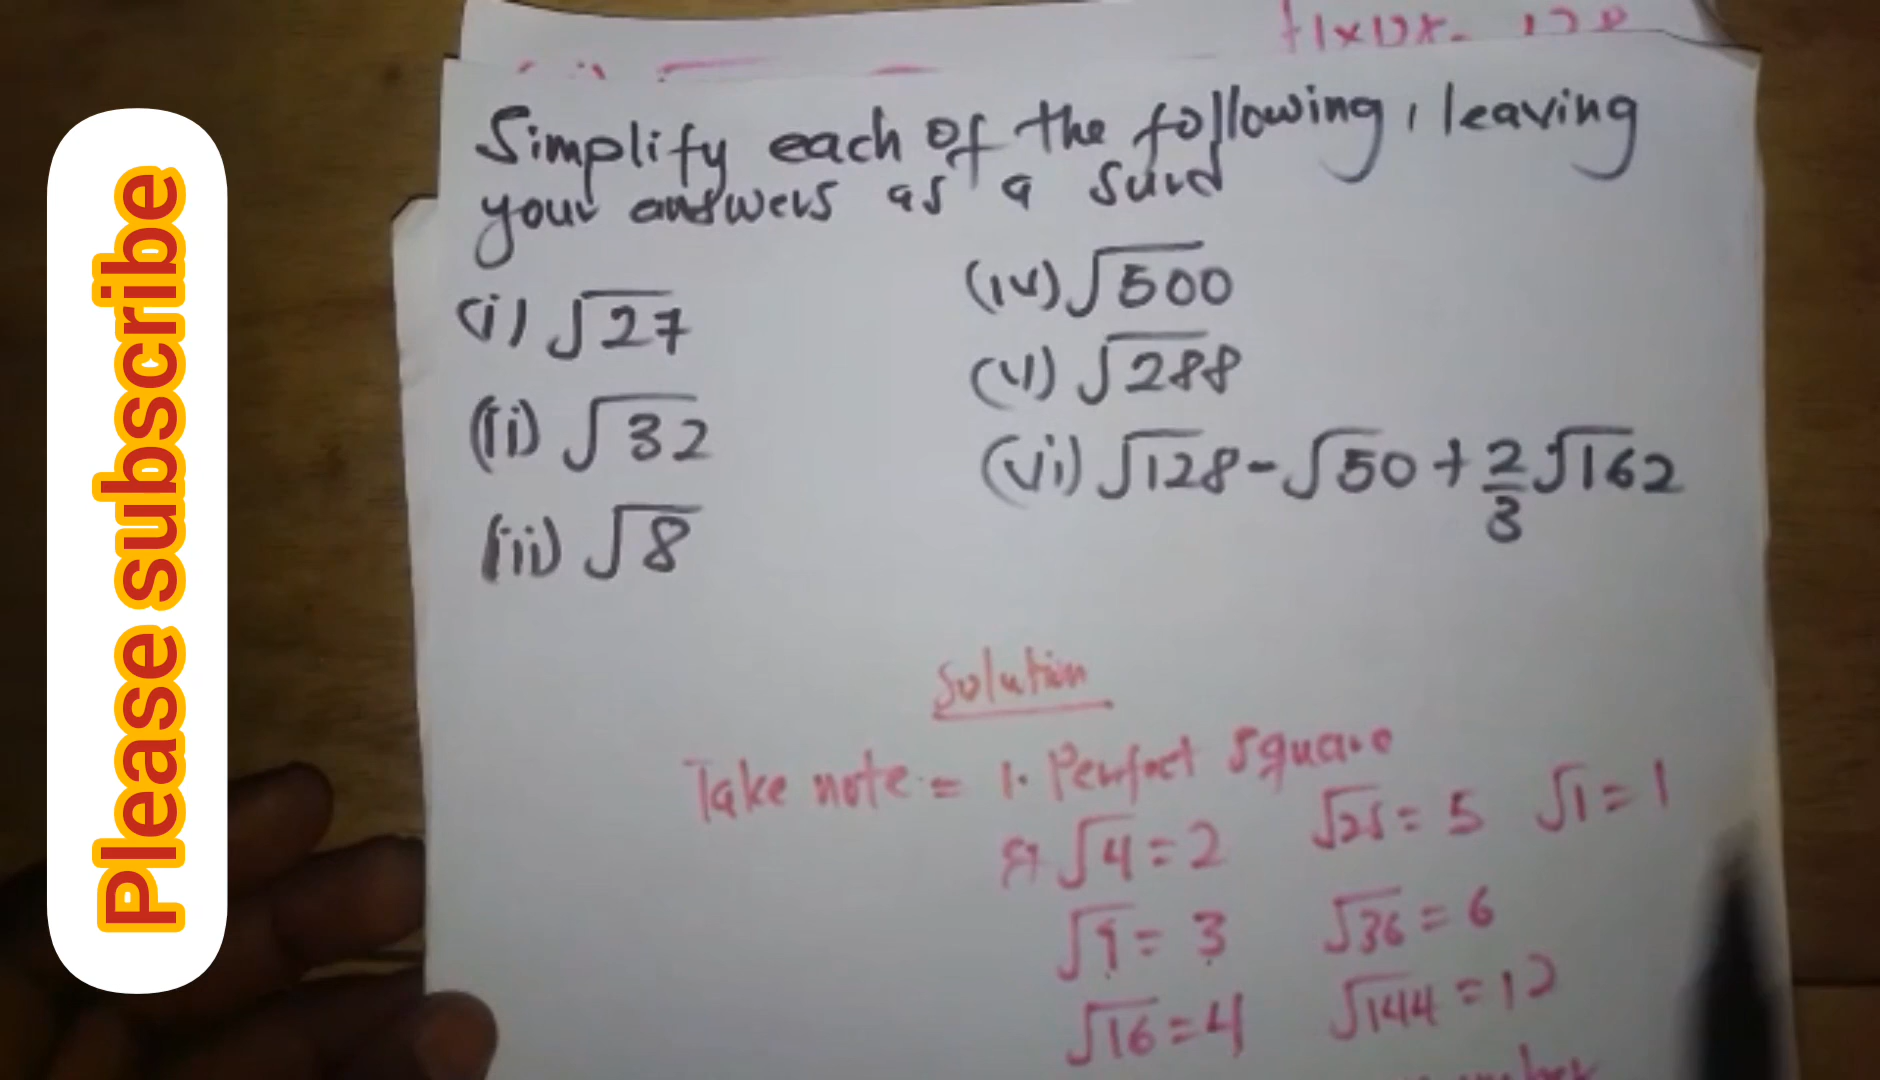 Please subscribe
Simplify each of the following, leaving
your answers as a surd
(i) √27
(ii) √32
(iii) √8
(iv) √500
(v) √288
(vi) √128 - √50 + 2/3 √162
Solution
Take note = 1. Perfect square
√4 = 2 √25 = 5 √1 = 1
√9 = 3 √36 = 6
√16 = 4 √144 = 12